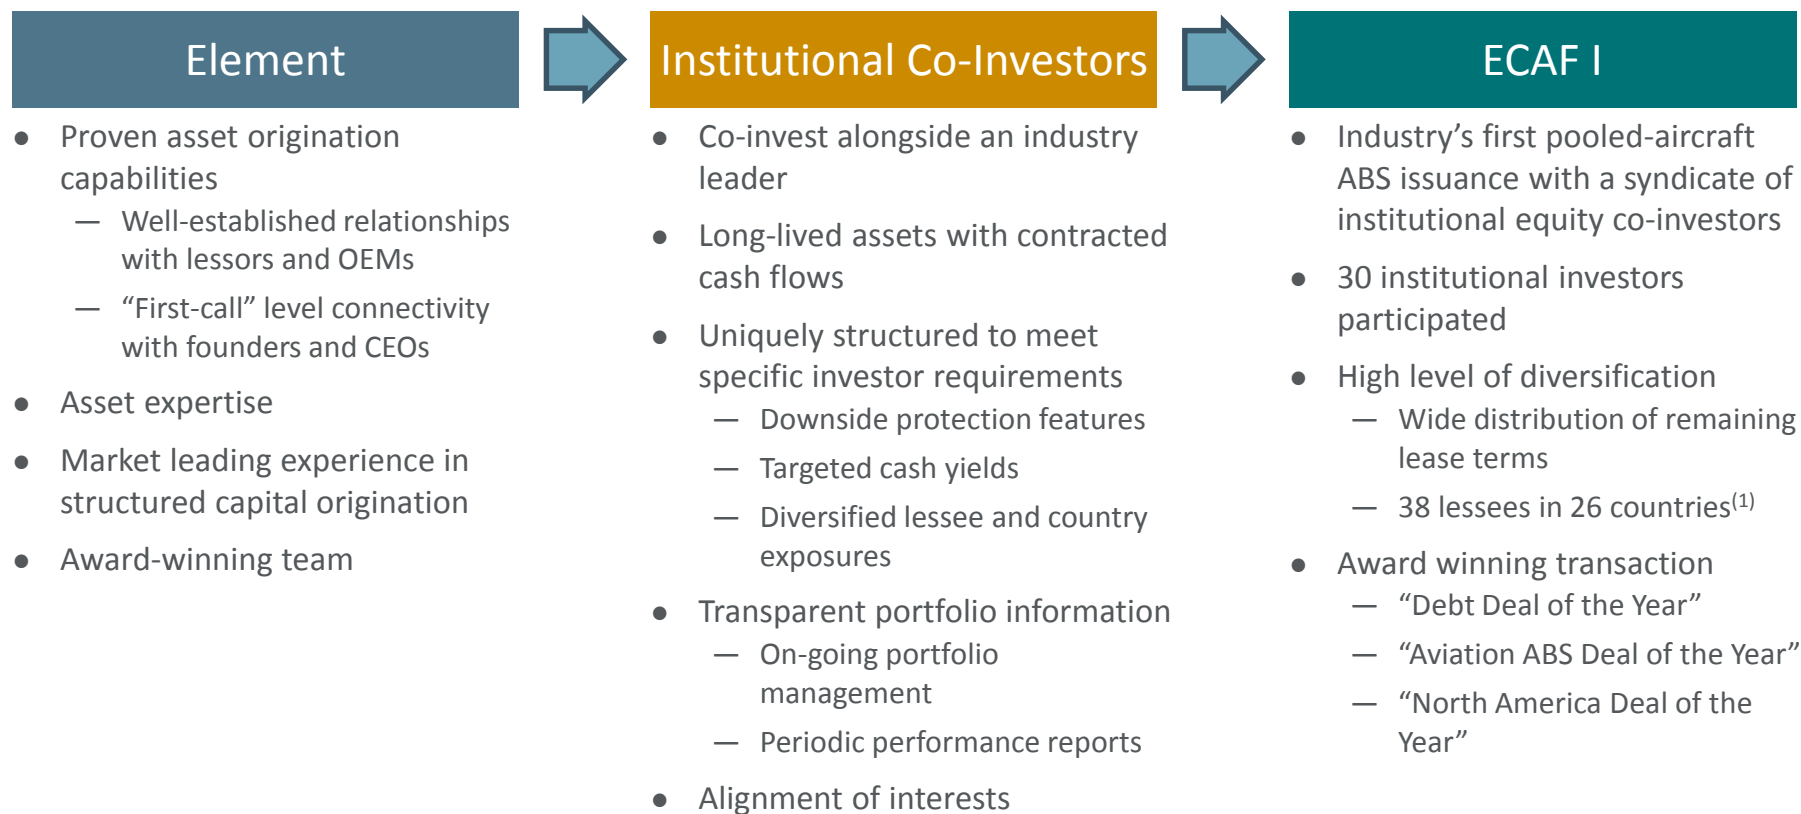 Element
● Proven asset origination
capabilities
— Well-established relationships
with lessors and OEMs
— “First-call” level connectivity
with founders and CEOs
● Asset expertise
● Market leading experience in
structured capital origination
● Award-winning team
Institutional Co-Investors
● Co-invest alongside an industry
leader
● Long-lived assets with contracted
cash flows
● Uniquely structured to meet
specific investor requirements
— Downside protection features
— Targeted cash yields
— Diversified lessee and country
exposures
● Transparent portfolio information
— On-going portfolio
management
— Periodic performance reports
● Alignment of interests
ECAF I
● Industry’s first pooled-aircraft
ABS issuance with a syndicate of
institutional equity co-investors
● 30 institutional investors
participated
● High level of diversification
— Wide distribution of remaining
lease terms
— 38 lessees in 26 countries(1)
● Award winning transaction
— “Debt Deal of the Year”
— “Aviation ABS Deal of the Year”
— “North America Deal of the
Year”